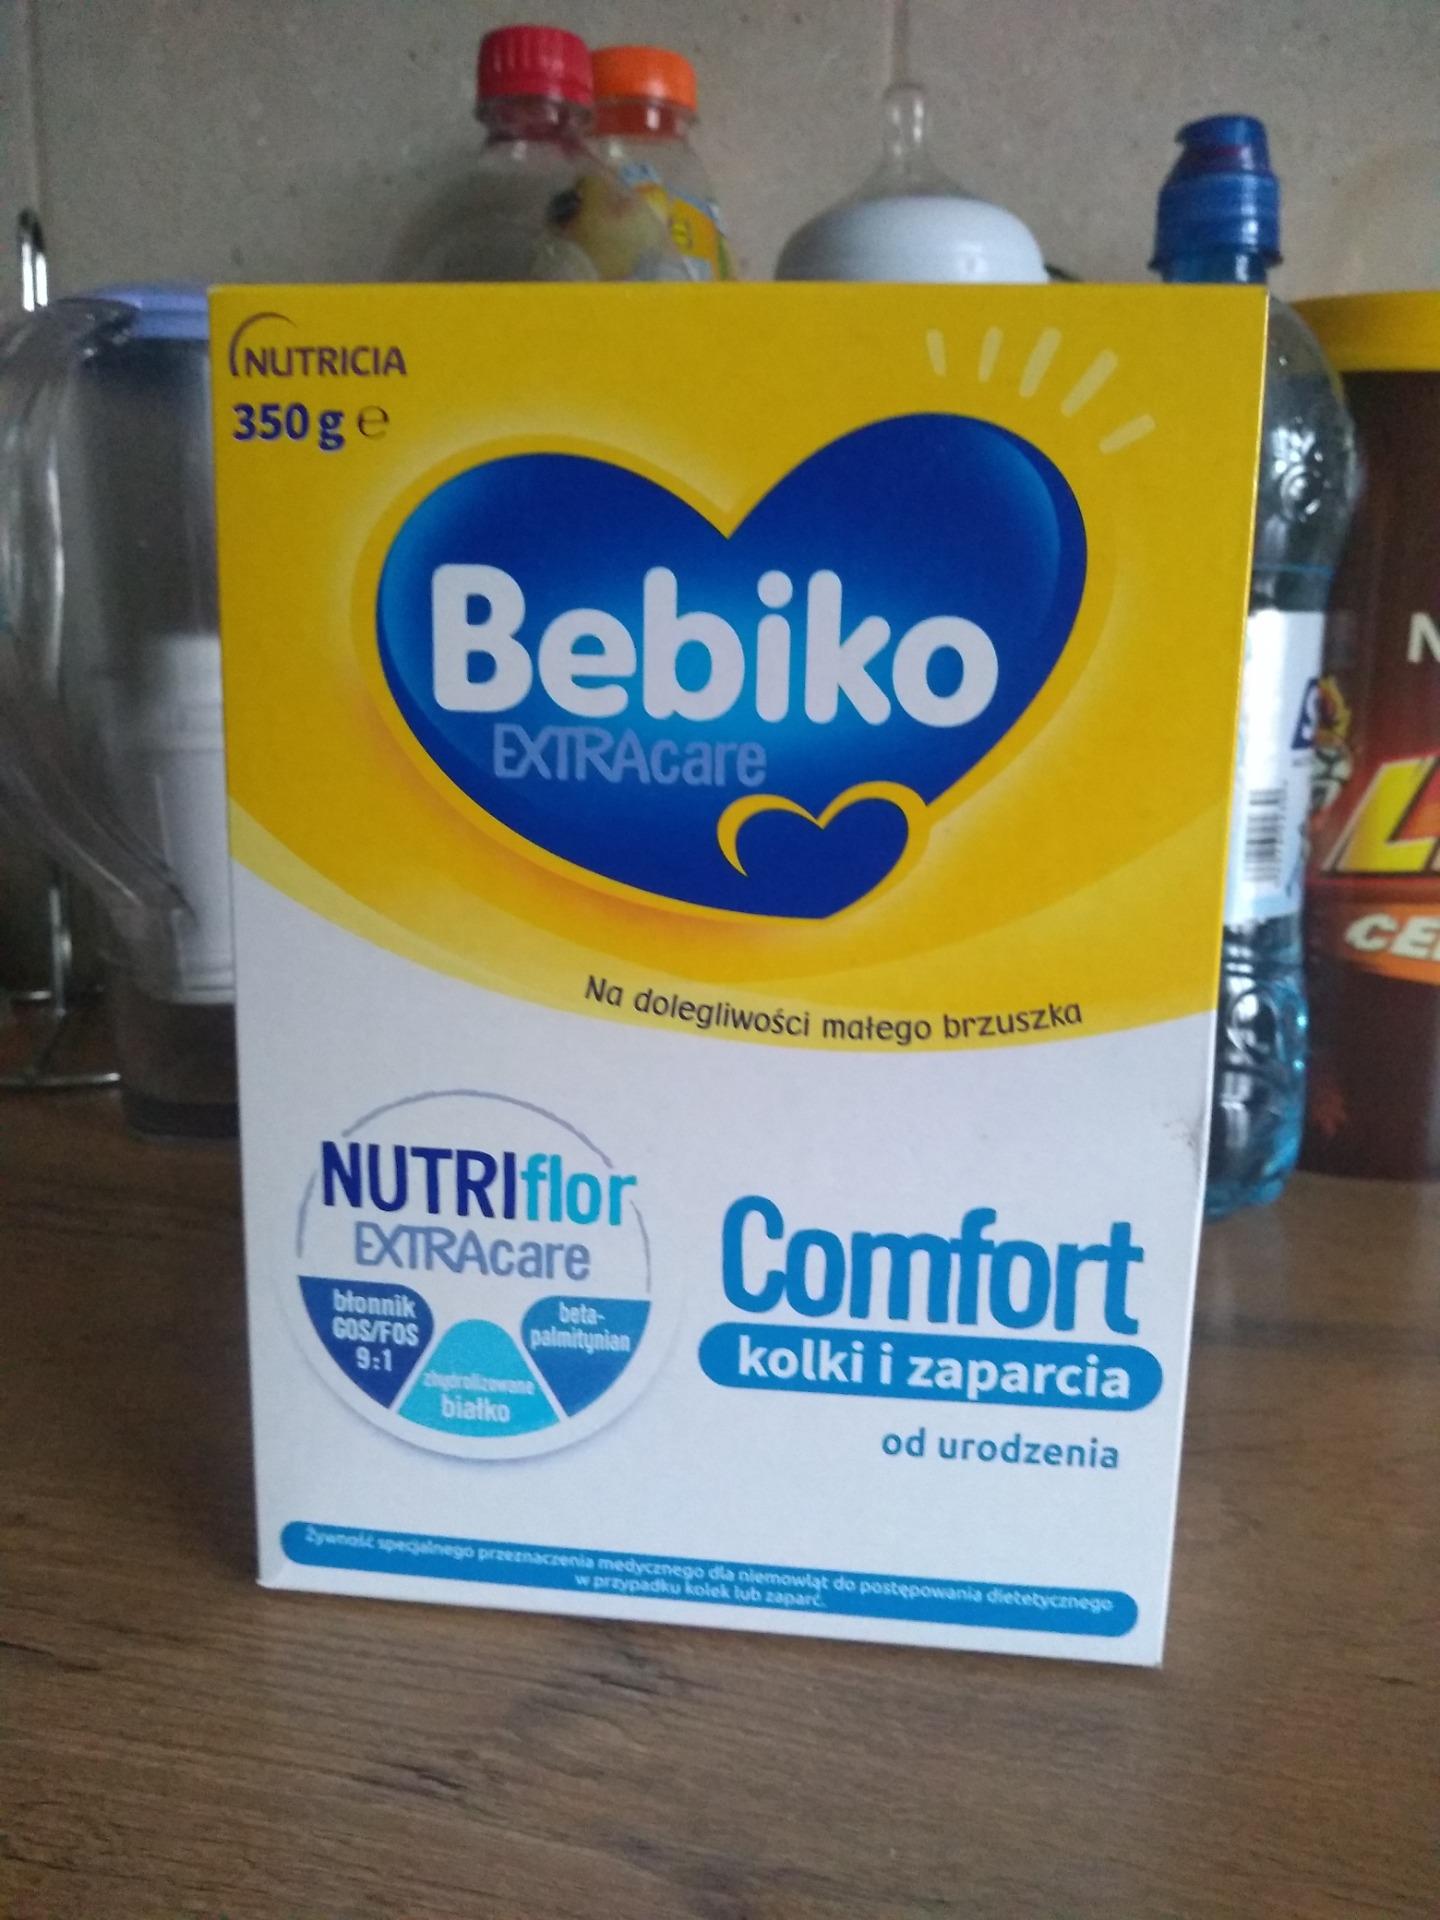 NUTRICIA
350 g e
Bebiko
EXTRAcare
Na dolegliwości małego brzuszka
NUTRIflor
EXTRAcare
błonnik
GOS/FOS
9:1
zhydrolizowane
białko
beta-
palmitynian
Comfort
kolki i zaparcia
od urodzenia
Żywność specjalnego przeznaczenia medycznego dla niemowląt do postępowania dietetycznego
w przypadku kolek lub zaparć.
N
L
CE